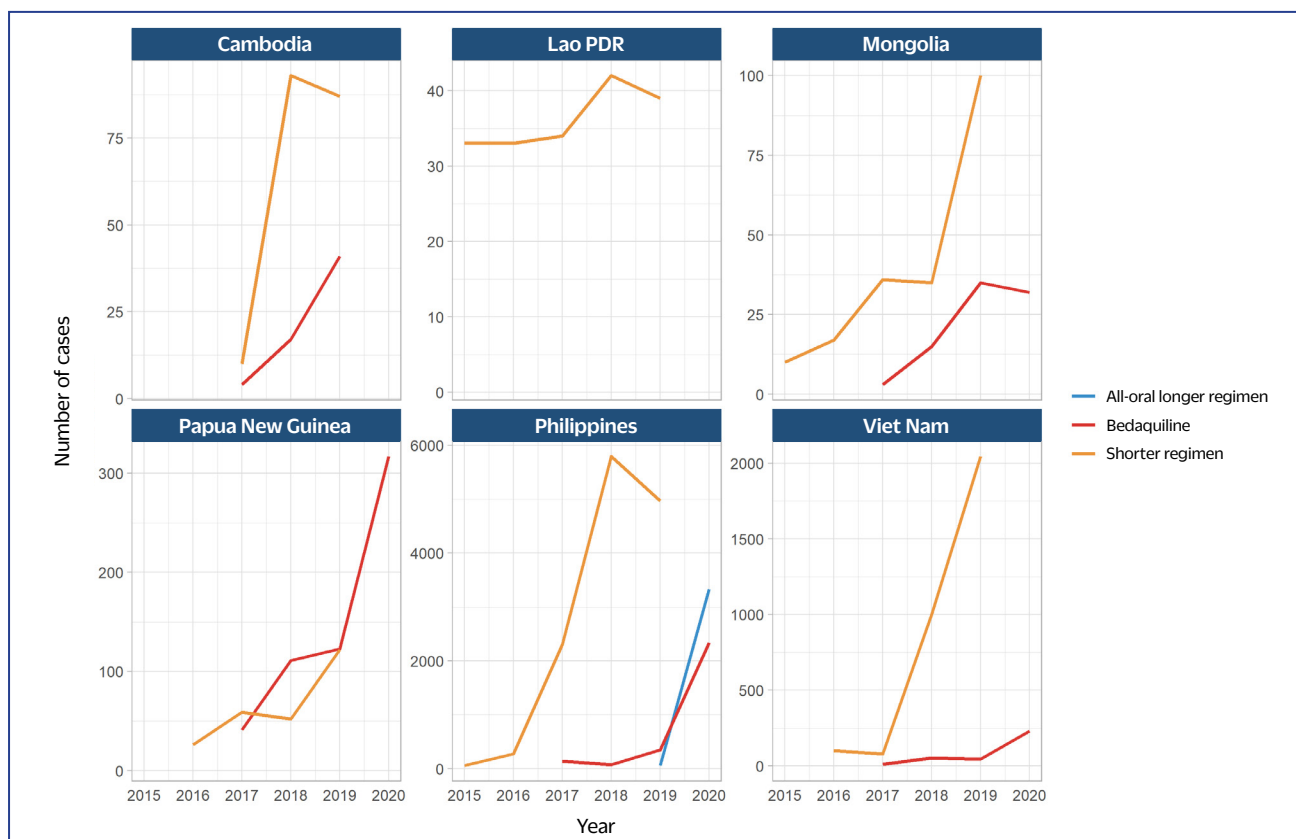 Cambodia
Lao PDR
Mongolia
75
50
25
0
40
30
20
10
0
100
75
50
25
0
Number of cases
Papua New Guinea
Philippines
Viet Nam
300
200
100
0
6000
4000
2000
0
2000
1500
1000
500
0
2015 2016 2017 2018 2019 2020
2015 2016 2017 2018 2019 2020
2015 2016 2017 2018 2019 2020
Year
All-oral longer regimen
Bedaquiline
Shorter regimen